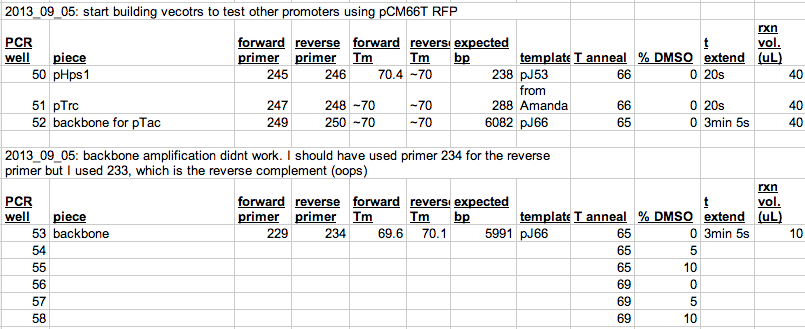 2013_09_05: start building vecotrs to test other promoters using pCM66T RFP
PCR well piece forward primer reverse primer forward Tm revers Tm expected bp template T anneal % DMSO t extend rxn vol. (uL)
50 pHps1 245 246 70.4 ~70 238 pJ53 66 0 20s 40
51 pTrc 247 248 ~70 ~70 288 from Amanda 66 0 20s 40
52 backbone for pTac 249 250 ~70 ~70 6082 pJ66 65 0 3min 5s 40
2013_09_05: backbone amplification didnt work. I should have used primer 234 for the reverse
primer but I used 233, which is the reverse complement (oops)
PCR well piece forward primer reverse primer forward Tm revers Tm expected bp template T anneal % DMSO t extend rxn vol. (uL)
53 backbone 229 234 69.6 70.1 5991 pJ66 65 0 3min 5s 10
54 65 5
55 65 10
56 69 0
57 69 5
58 69 10